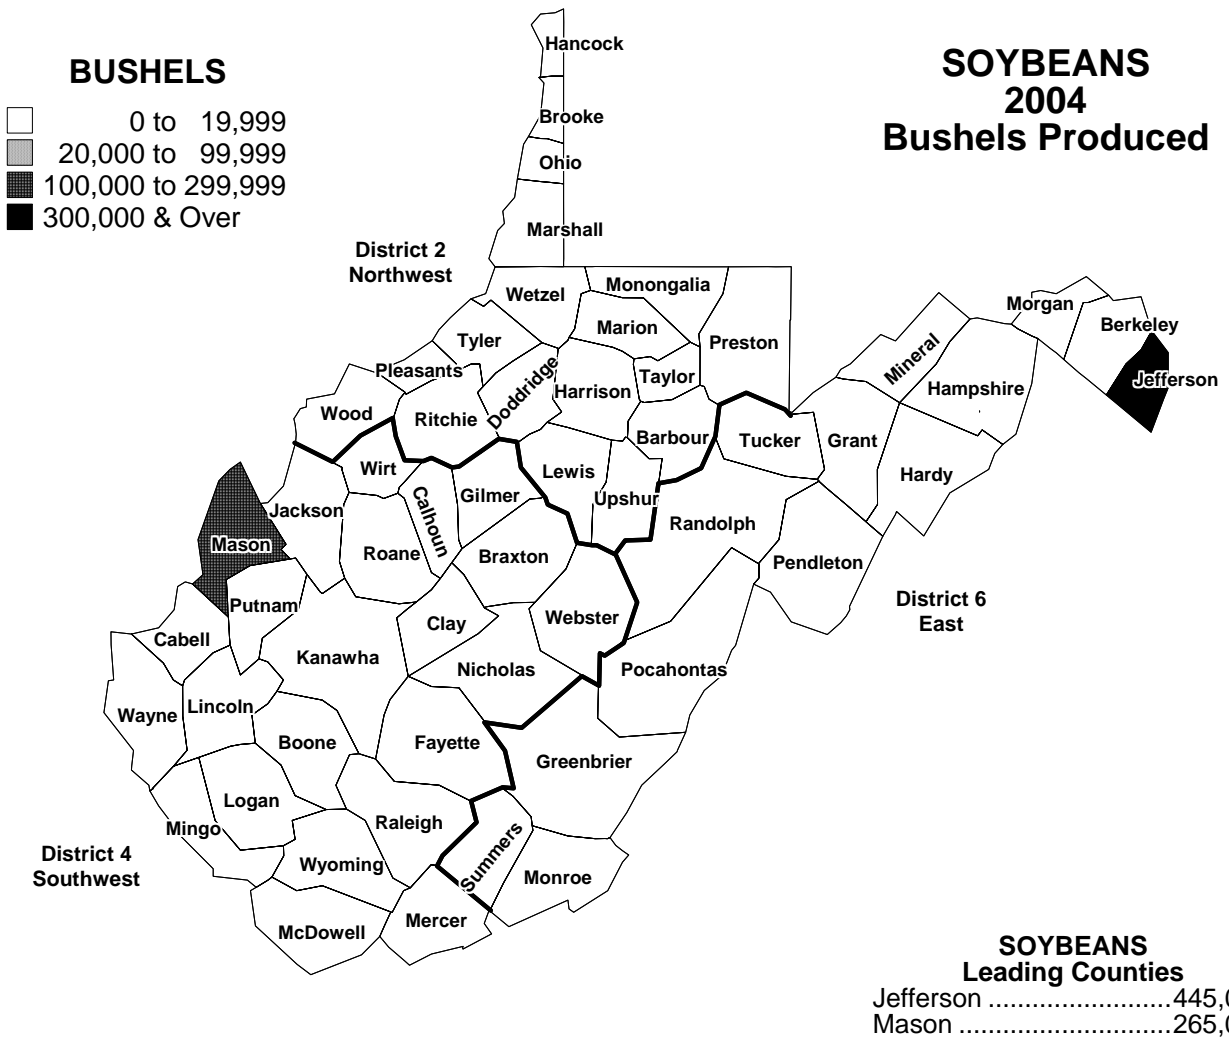 BUSHELS
0 to 19,999
20,000 to 99,999
100,000 to 299,999
300,000 & Over
SOYBEANS
2004
Bushels Produced
District 2
Northwest
Hancock
Brooke
Ohio
Marshall
Wetzel
Monongalia
Marion
Preston
Tyler
Pleasants
Doddridge
Harrison
Taylor
Wood
Ritchie
Barbour
Tucker
Grant
Mineral
Hampshire
Morgan
Berkeley
Jefferson
Hardy
Wirt
Calhoun
Gilmer
Lewis
Upshur
Randolph
Jackson
Roane
Braxton
Mason
Pendleton
Putnam
Clay
Webster
District 6
East
Cabell
Kanawha
Nicholas
Pocahontas
Wayne
Lincoln
Boone
Fayette
Greenbrier
Logan
Mingo
Raleigh
Summers
Wyoming
Monroe
District 4
Southwest
McDowell
Mercer
SOYBEANS
Leading Counties
Jefferson .........................445,
Mason .............................265,